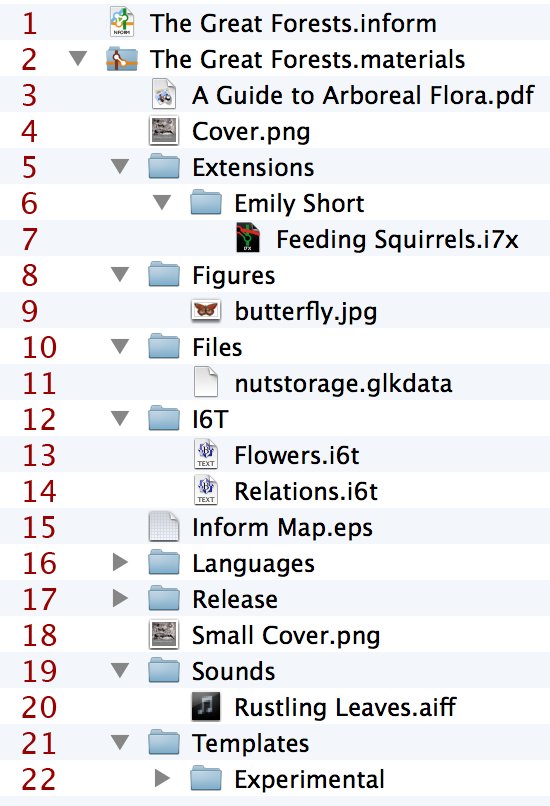 1 The Great Forests.inform
2 The Great Forests.materials
3 A Guide to Arboreal Flora.pdf
4 Cover.png
5 Extensions
6 Emily Short
7 Feeding Squirrels.i7x
8 Figures
9 butterfly.jpg
10 Files
11 nutstorage.glkdata
12 I6T
13 Flowers.i6t
14 Relations.i6t
15 Inform Map.eps
16 Languages
17 Release
18 Small Cover.png
19 Sounds
20 Rustling Leaves.aiff
21 Templates
22 Experimental